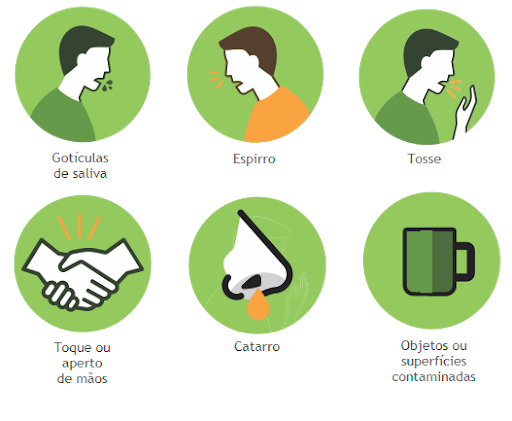 Gotículas
de saliva
Espirro
Tosse
Toque ou
aperto
de mãos
Catarro
Objetos ou
superfícies
contaminadas